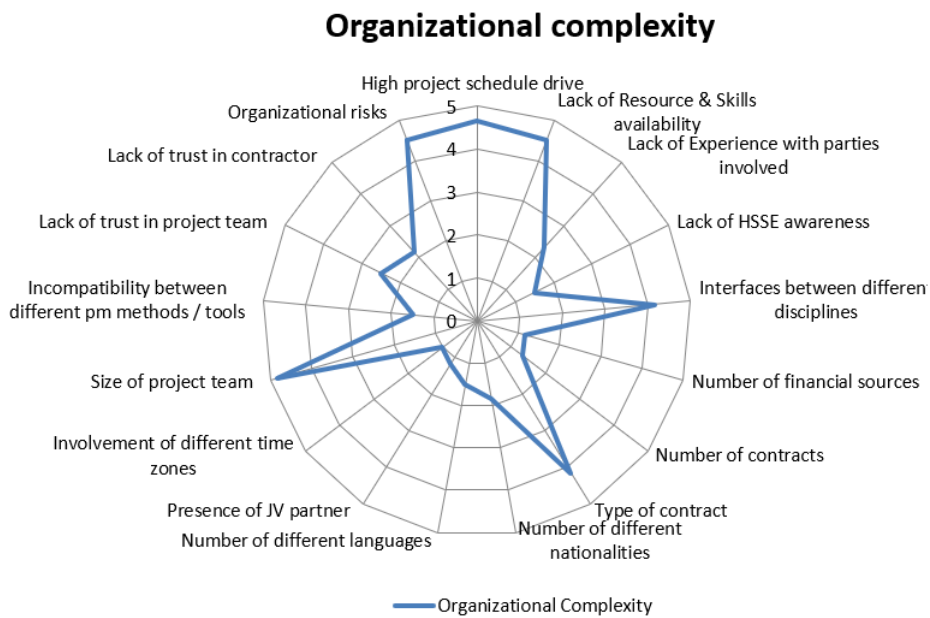 Organizational complexity
High project schedule drive
Lack of Resource & Skills
availability
Lack of Experience with parties
involved
Lack of HSSE awareness
Interfaces between different
disciplines
Number of financial sources
Number of contracts
Type of contract
Number of different
nationalities
Number of different languages
Presence of JV partner
Involvement of different time
zones
Size of project team
Incompatibility between
different pm methods / tools
Lack of trust in project team
Lack of trust in contractor
Organizational risks
5
4
3
2
1
0
Organizational Complexity